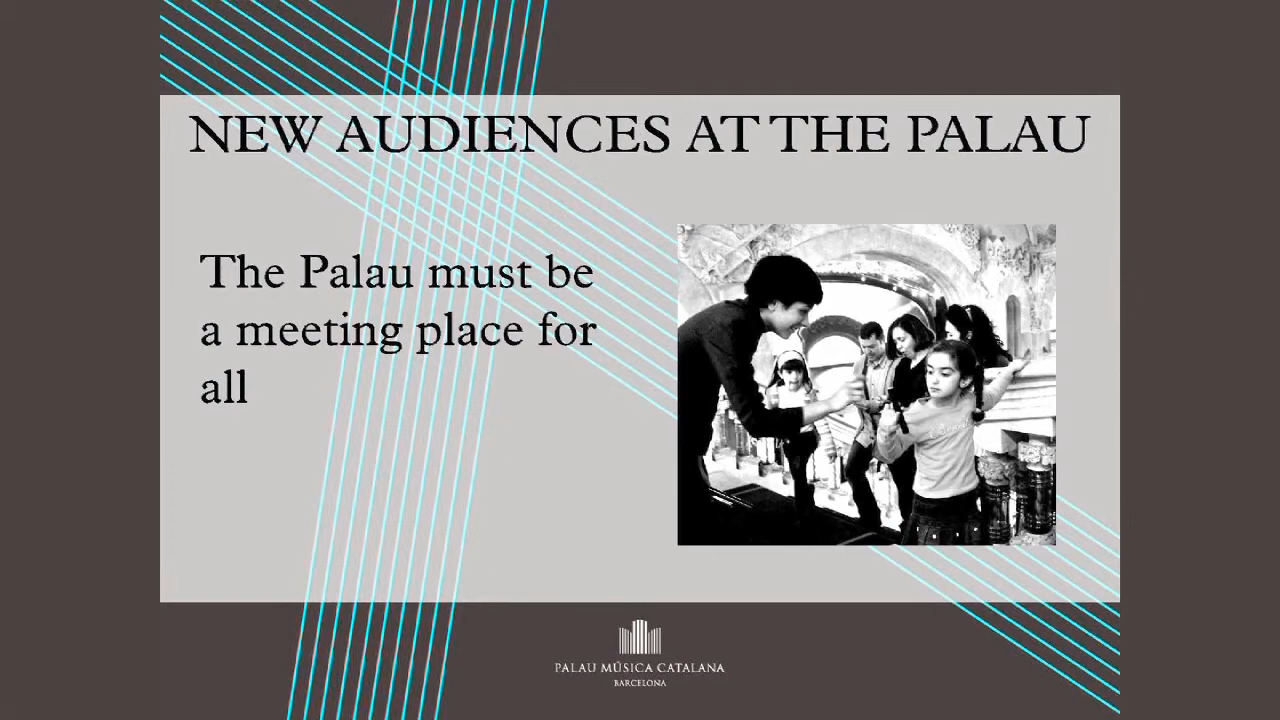 NEW AUDIENCES AT THE PALAU
The Palau must be
a meeting place for
all
PALAU MÚSICA CATALANA
BARCELONA